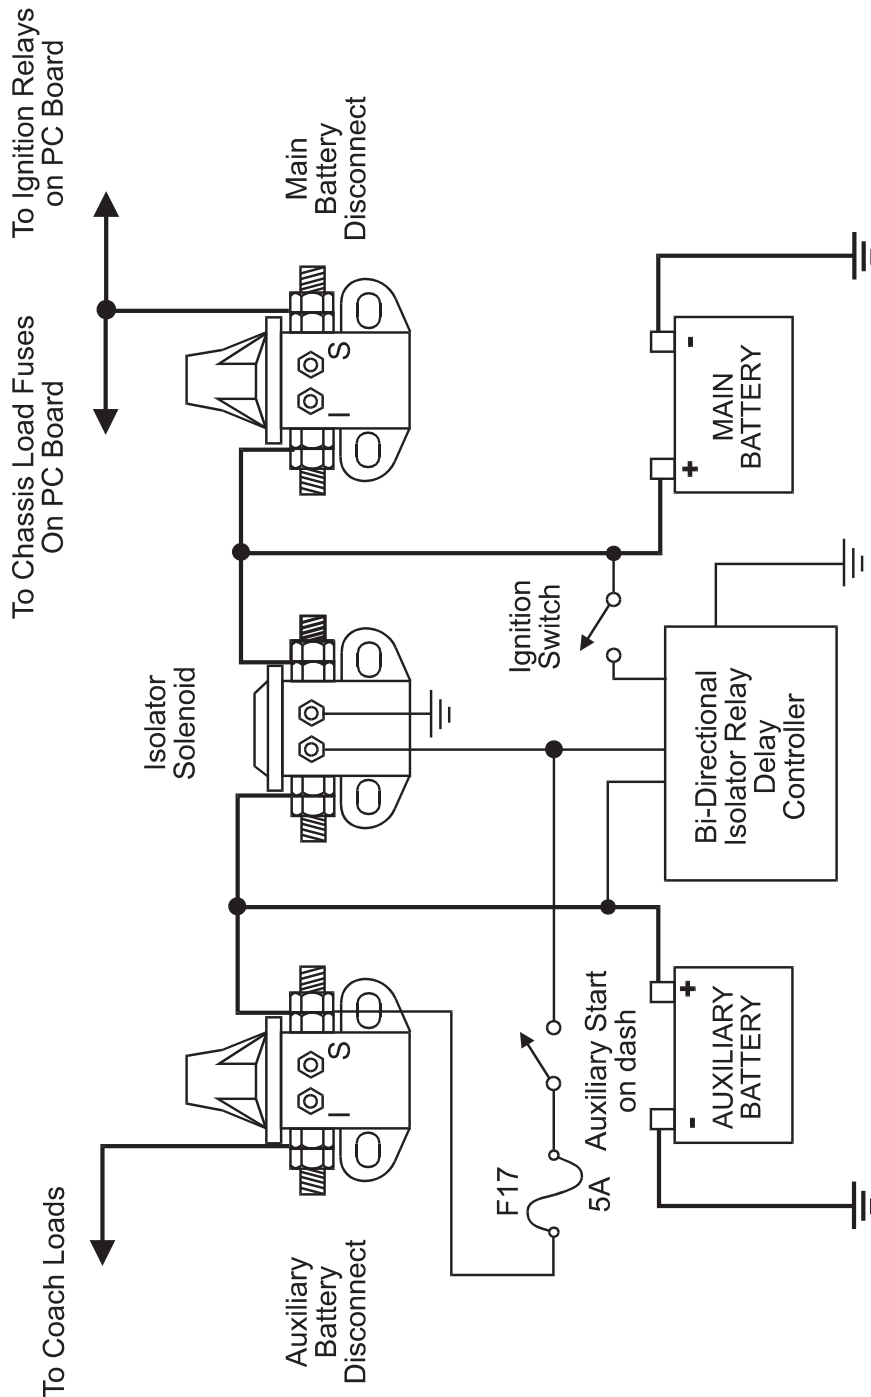 To Coach Loads
To Chassis Load Fuses
On PC Board
To Ignition Relays
on PC Board
Isolator
Solenoid
Auxiliary
Battery
Disconnect
I
S
Main
Battery
Disconnect
I
S
F17
5A
Auxiliary Start
on dash
Ignition
Switch
AUXILIARY
BATTERY
-
+
Bi-Directional
Isolator Relay
Delay
Controller
MAIN
BATTERY
+
-